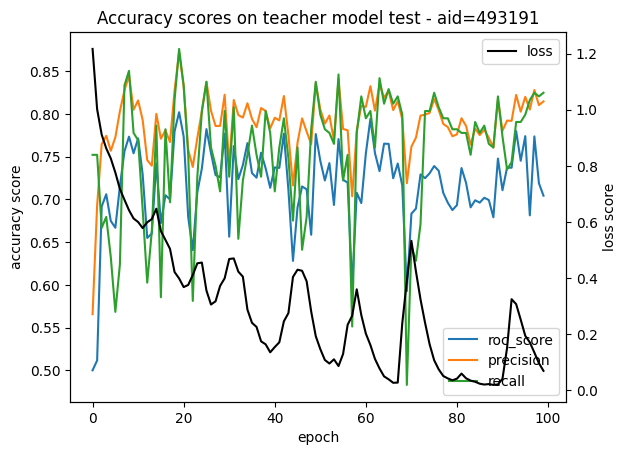 Accuracy scores on teacher model test - aid=493191
loss
0.85
0.80
0.75
0.70
0.65
0.60
0.55
0.50
accuracy score
1.2
1.0
0.8
0.6
0.4
0.2
0.0
loss score
roc_score
precision
recall
0
20
40
60
80
100
epoch